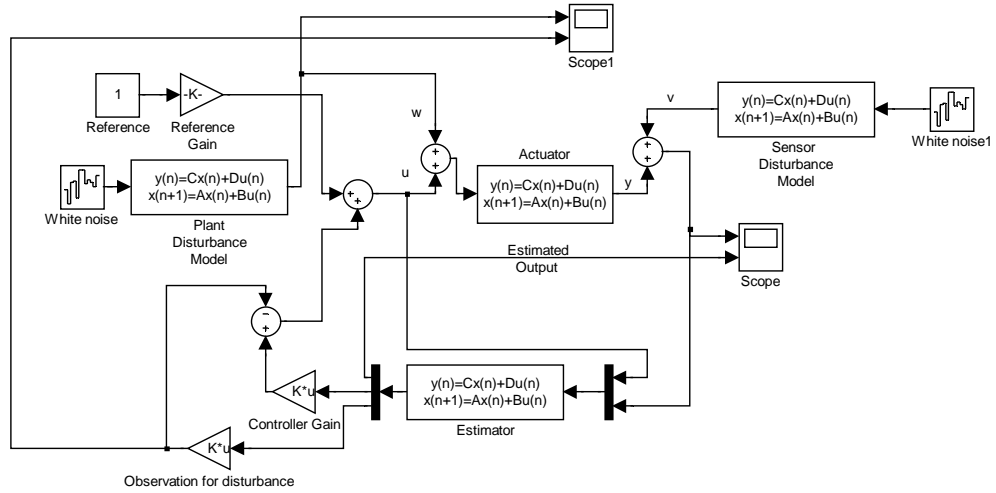 Scope1
1
Reference
-K-
Reference
Gain
w
v
y(n)=Cx(n)+Du(n)
x(n+1)=Ax(n)+Bu(n)
Sensor
Disturbance
Model
White noise1
White noise
y(n)=Cx(n)+Du(n)
x(n+1)=Ax(n)+Bu(n)
Plant
Disturbance
Model
+
+
u
+
+
Actuator
y(n)=Cx(n)+Du(n)
x(n+1)=Ax(n)+Bu(n)
y
+
+
Estimated
Output
Scope
-
+
K*u
Controller Gain
y(n)=Cx(n)+Du(n)
x(n+1)=Ax(n)+Bu(n)
Estimator
K*u
Observation for disturbance